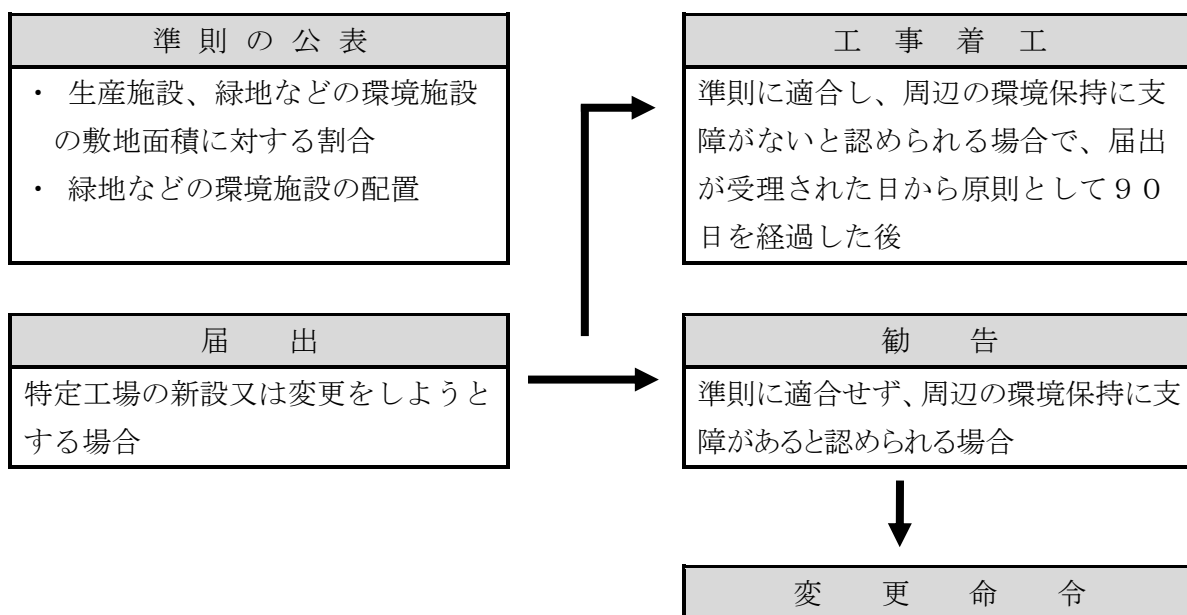 準則の公表
・ 生産施設、緑地などの環境施設
の敷地面積に対する割合
・ 緑地などの環境施設の配置
工事着工
準則に適合し、周辺の環境保持に支
障がないと認められる場合で、届出
が受理された日から原則として９０
日を経過した後
届出
特定工場の新設又は変更をしようと
する場合
勧告
準則に適合せず、周辺の環境保持に支
障があると認められる場合
変更命令